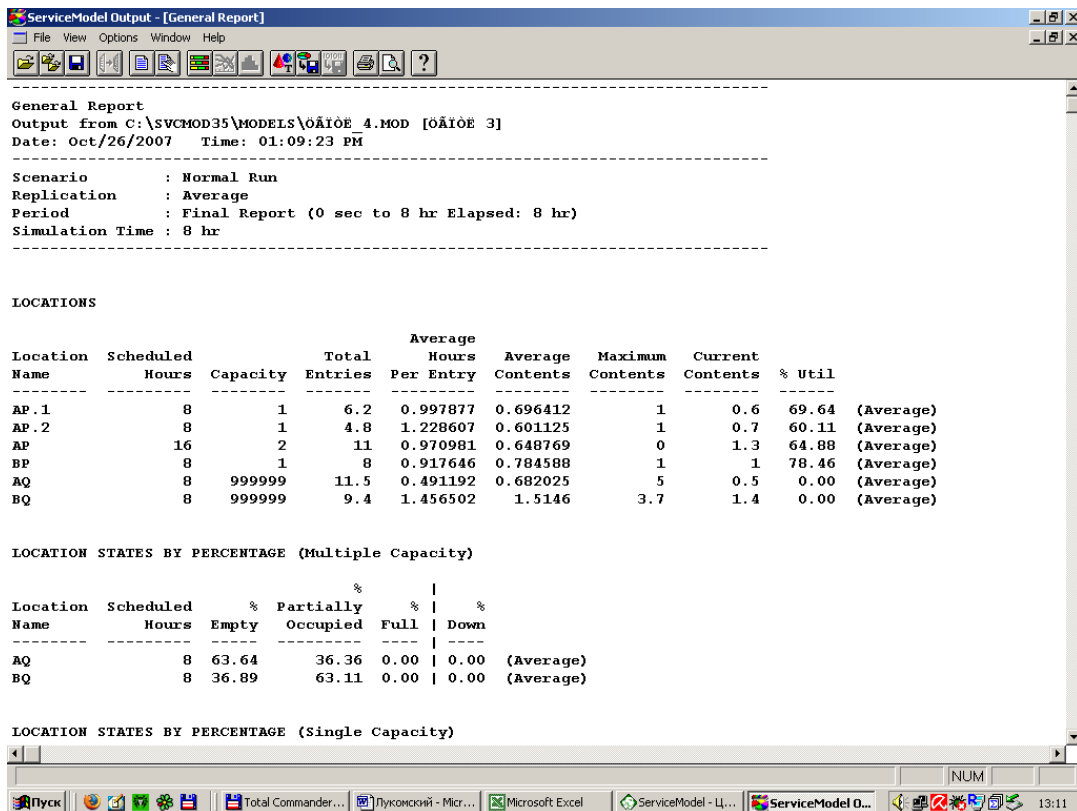 ServiceModel Output - [General Report]
File View Options Window Help
General Report
Output from C:\SVCMOD35\MODELS\ÖÃÏÒË_4.MOD [ÖÃÏÒË 3]
Date: Oct/26/2007   Time: 01:09:23 PM
Scenario        : Normal Run
Replication     : Average
Period          : Final Report (0 sec to 8 hr Elapsed: 8 hr)
Simulation Time : 8 hr
LOCATIONS
Average
Location Scheduled Total Hours Average Maximum Current
Name Hours Capacity Entries Per Entry Contents Contents Contents % Util
AP.1 8 1 6.2 0.997877 0.696412 1 0.6 69.64 (Average)
AP.2 8 1 4.8 1.228607 0.601125 1 0.7 60.11 (Average)
AP 16 2 11 0.970981 0.648769 0 1.3 64.88 (Average)
BP 8 1 8 0.917646 0.784588 1 1 78.46 (Average)
AQ 8 999999 11.5 0.491192 0.682025 5 0.5 0.00 (Average)
BQ 8 999999 9.4 1.456502 1.5146 3.7 1.4 0.00 (Average)
LOCATION STATES BY PERCENTAGE (Multiple Capacity)
% |
Location Scheduled % Partially % | %
Name Hours Empty Occupied Full | Down
AQ 8 63.64 36.36 0.00 | 0.00 (Average)
BQ 8 36.89 63.11 0.00 | 0.00 (Average)
LOCATION STATES BY PERCENTAGE (Single Capacity)
NUM
Пуск Total Commander... Лукомский - Micr... Microsoft Excel ServiceModel - Ц... ServiceModel O... 13:11